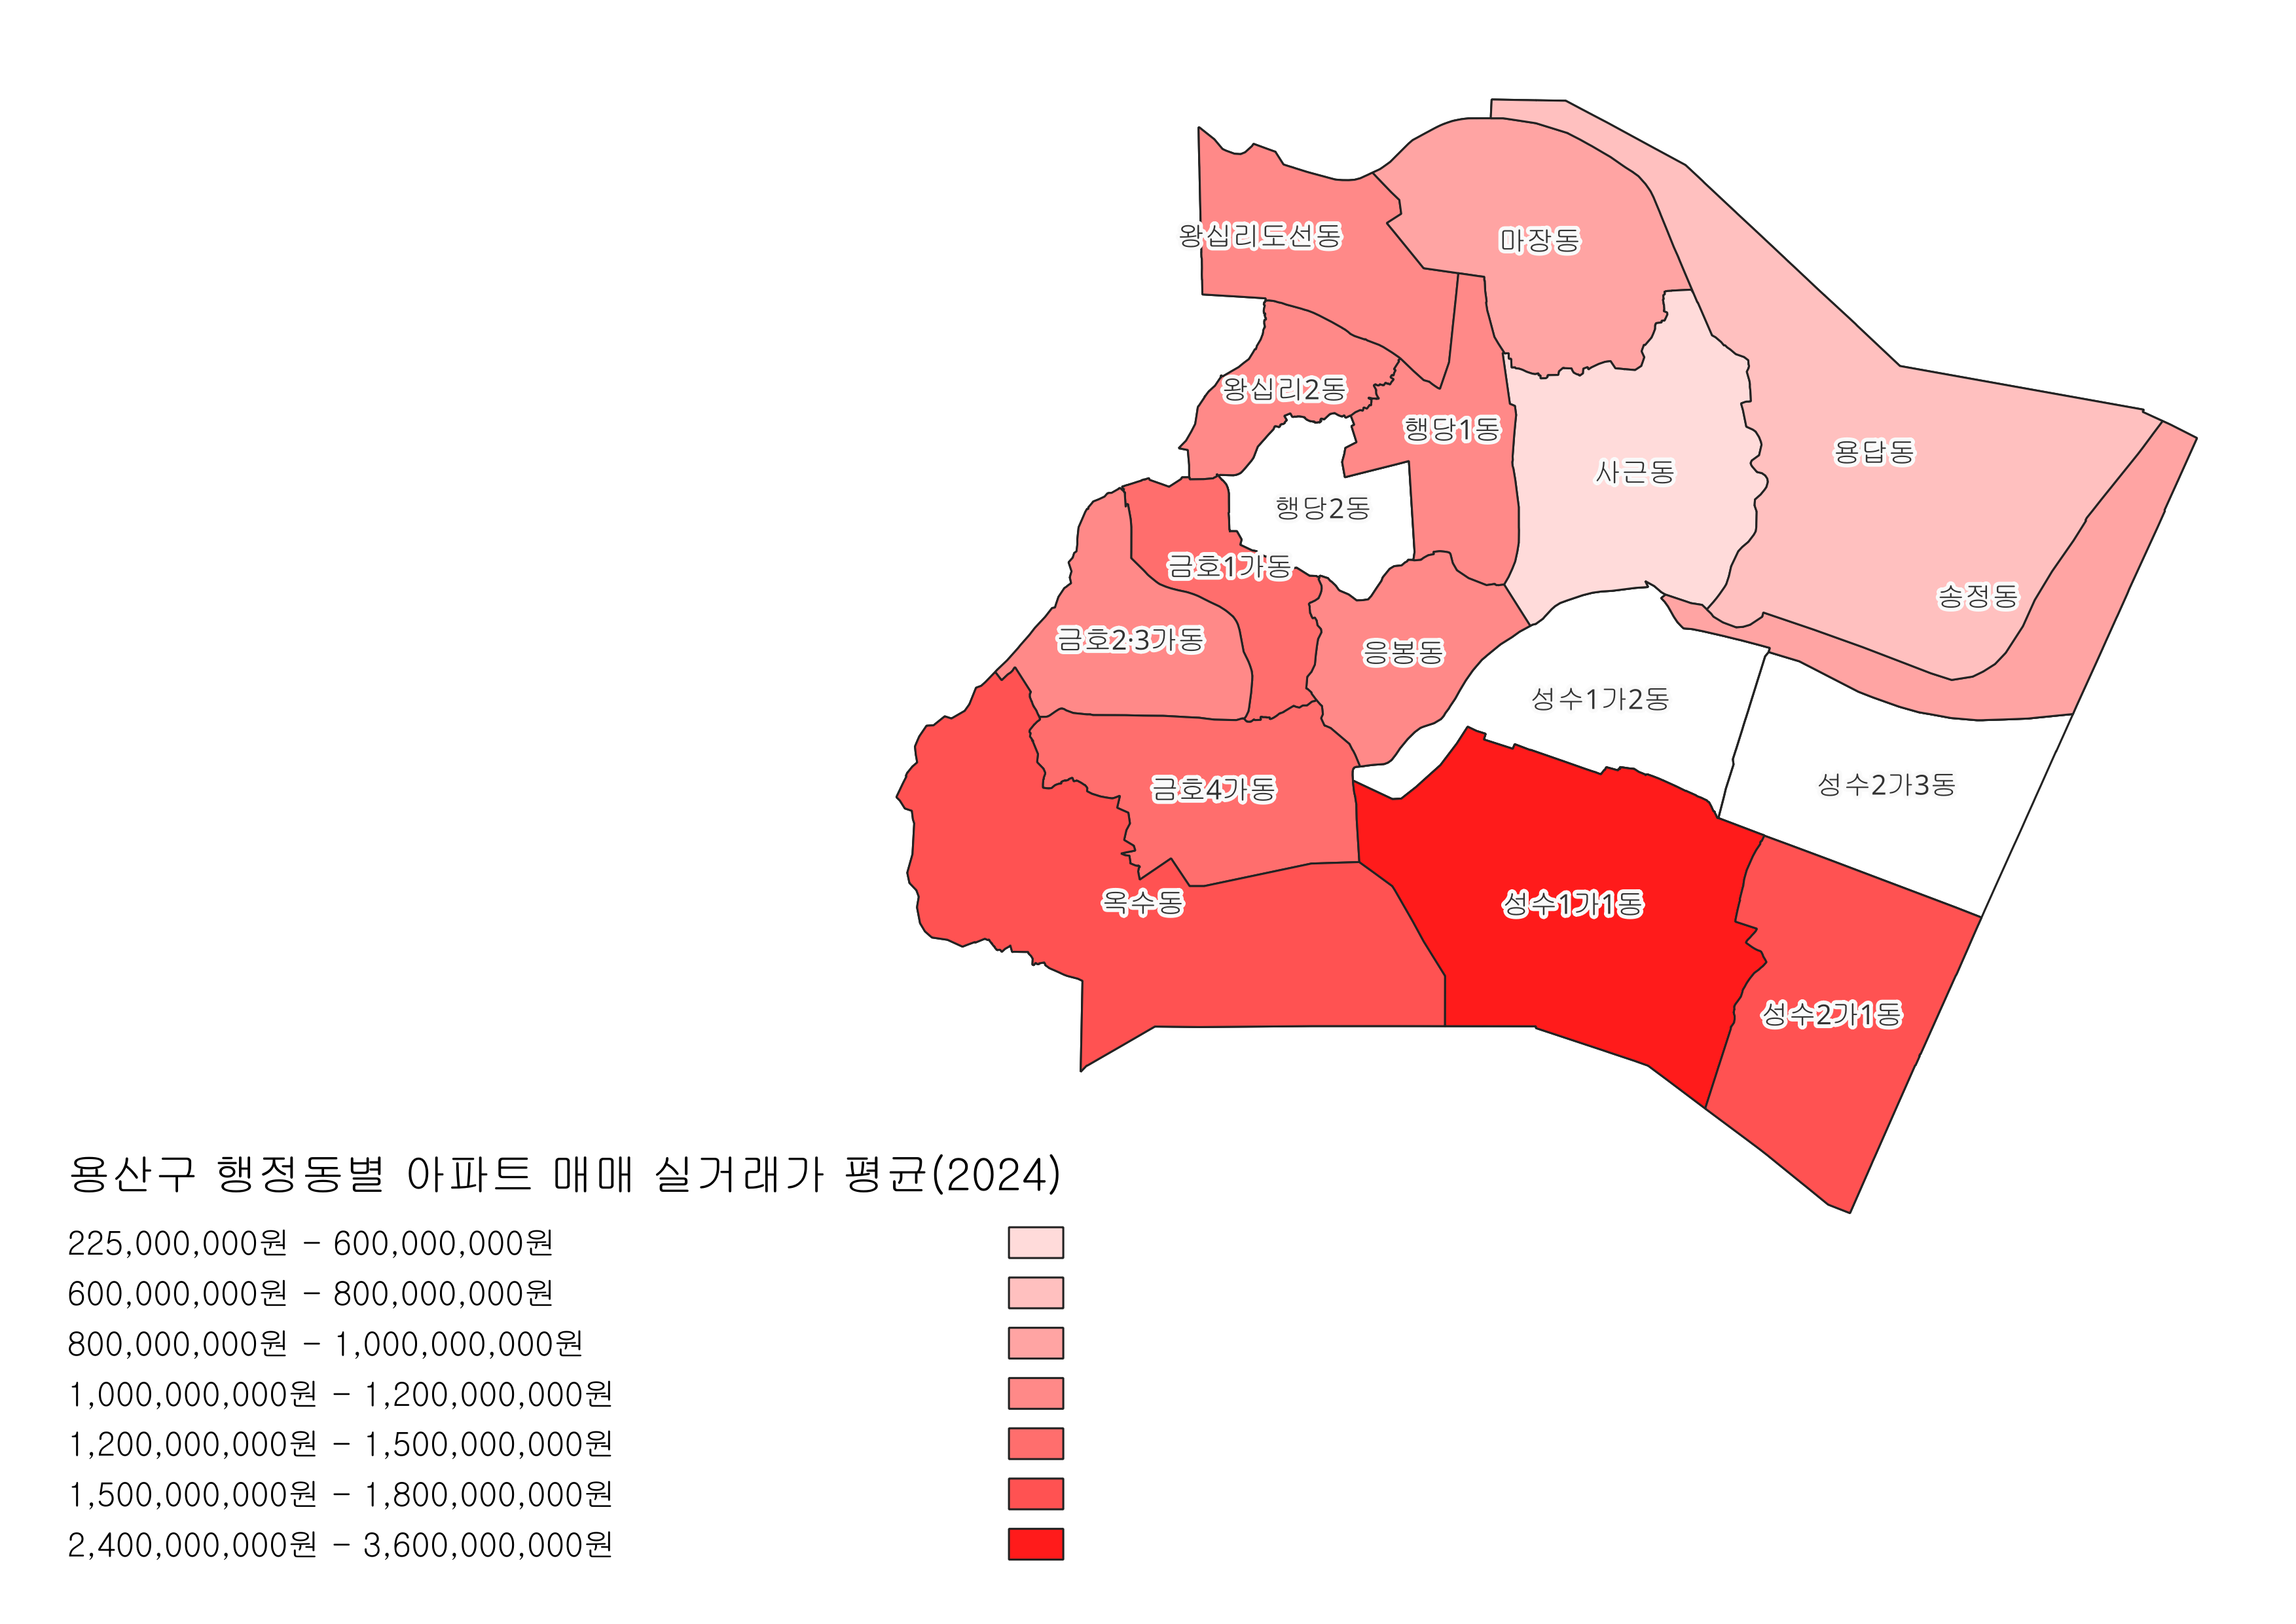 왕십리도선동
마장동
왕십리2동
행당1동
용답동
사근동
행당2동
금호1가동
송정동
금호2·3가동
응봉동
성수1가2동
성수2가3동
금호4가동
옥수동
성수1가1동
성수2가1동
용산구 행정동별 아파트 매매 실거래가 평균(2024)
225,000,000원 - 600,000,000원
600,000,000원 - 800,000,000원
800,000,000원 - 1,000,000,000원
1,000,000,000원 - 1,200,000,000원
1,200,000,000원 - 1,500,000,000원
1,500,000,000원 - 1,800,000,000원
2,400,000,000원 - 3,600,000,000원